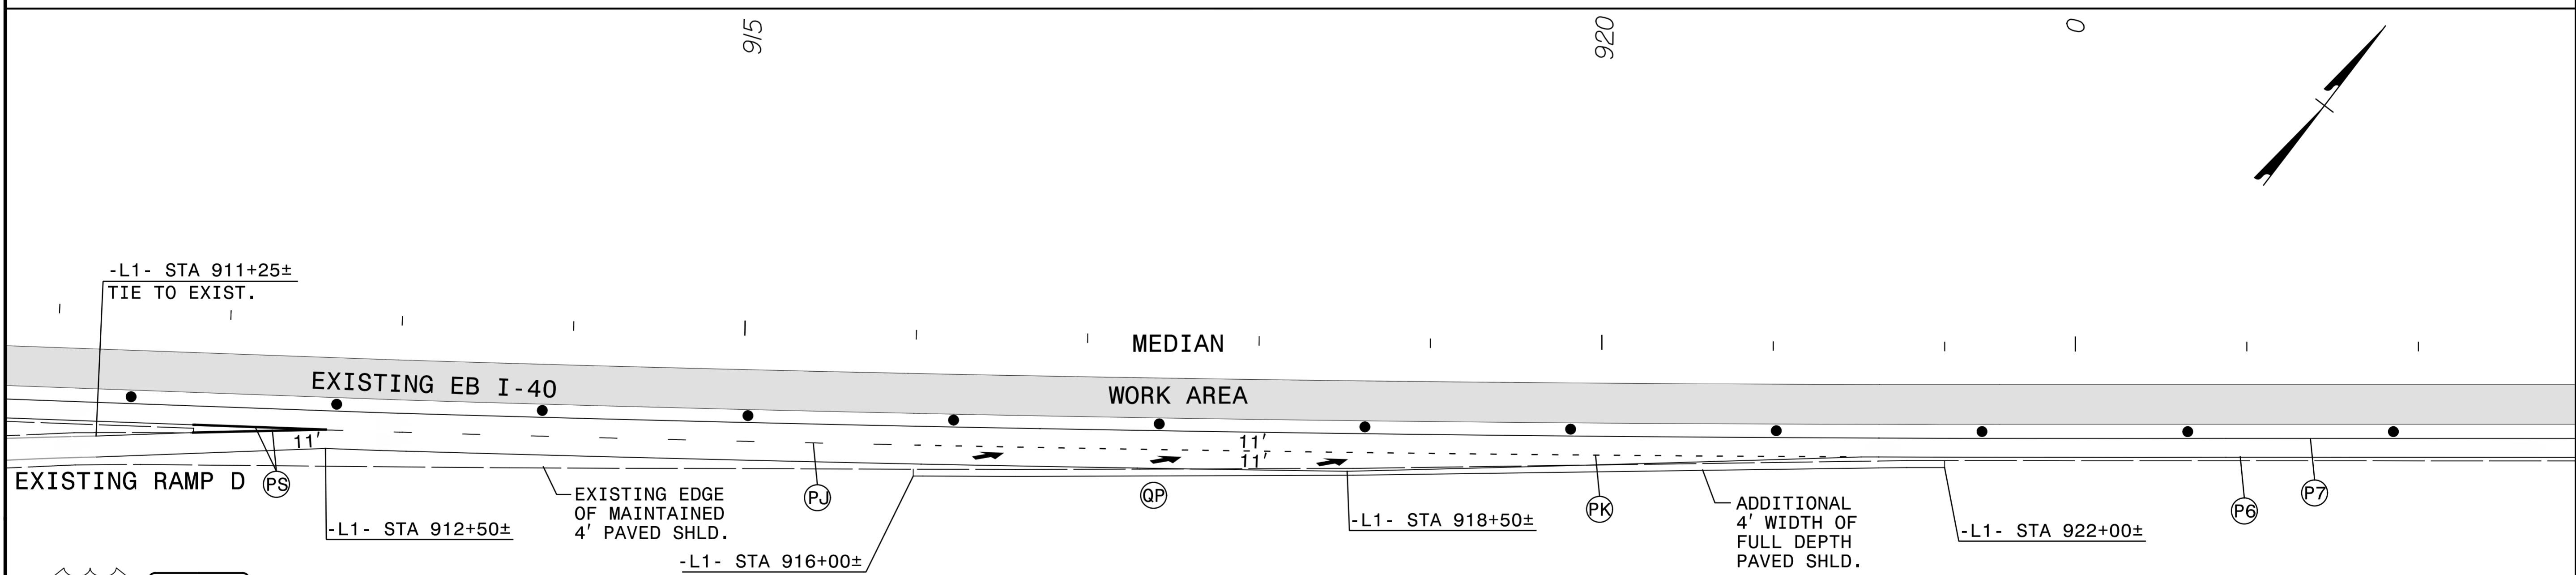 915
920
0
-L1- STA 911+25±
TIE TO EXIST.
MEDIAN
EXISTING EB I-40
WORK AREA
11'
11'
11'
EXISTING RAMP D
PS
PJ
QP
PK
P6
P7
EXISTING EDGE
OF MAINTAINED
4' PAVED SHLD.
-L1- STA 912+50±
-L1- STA 916+00±
-L1- STA 918+50±
ADDITIONAL
4' WIDTH OF
FULL DEPTH
PAVED SHLD.
-L1- STA 922+00±